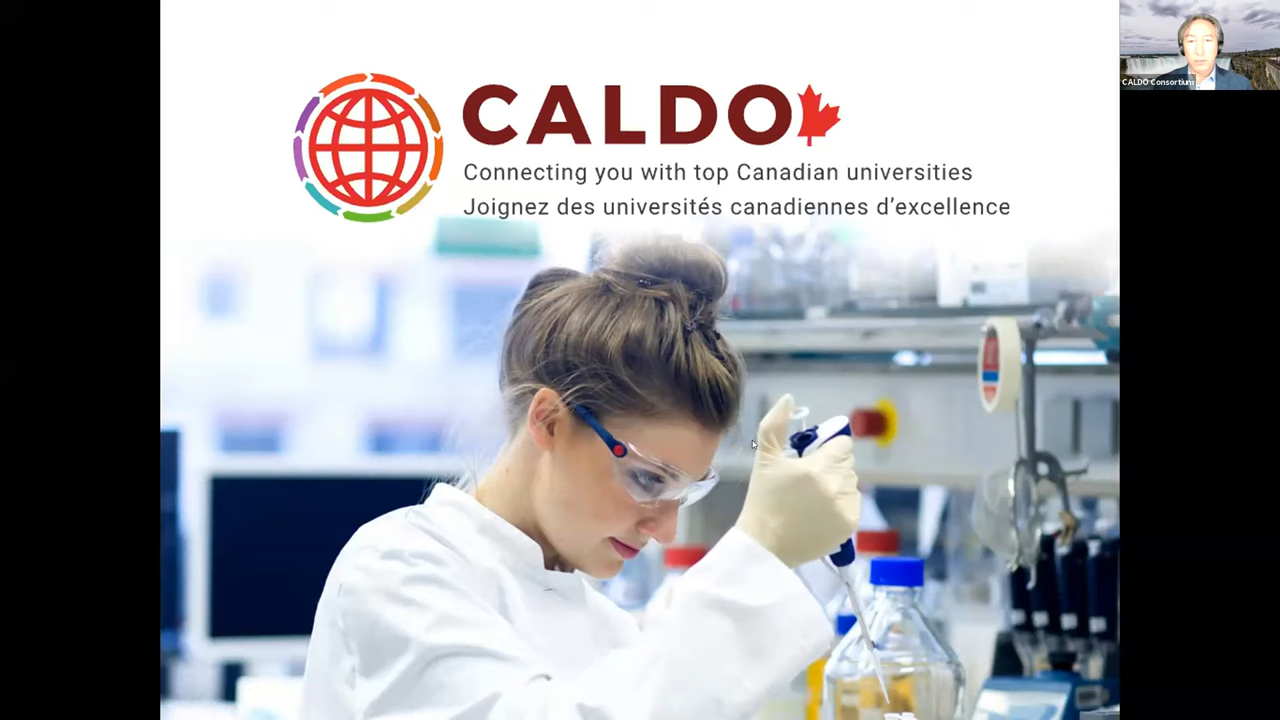 CALDO
Connecting you with top Canadian universities
Joignez des universités canadiennes d’excellence
CALDO Consortium